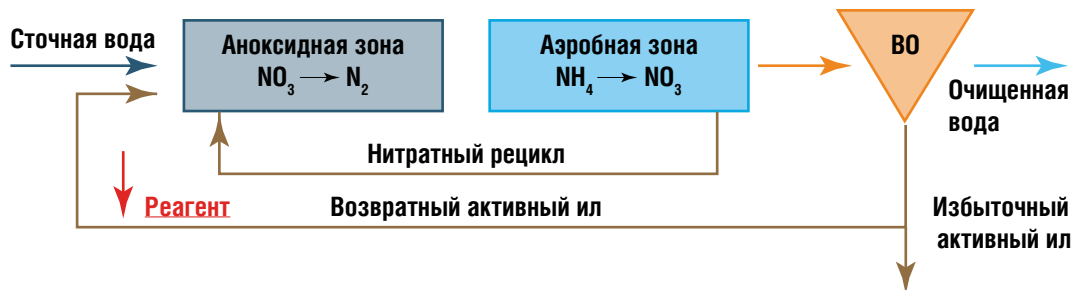 Сточная вода
Аноксидная зона
NO₃ → N₂
Аэробная зона
NH₄ → NO₃
ВО
Очищенная
вода
Нитратный рецикл
Реагент
Возвратный активный ил
Избыточный
активный ил